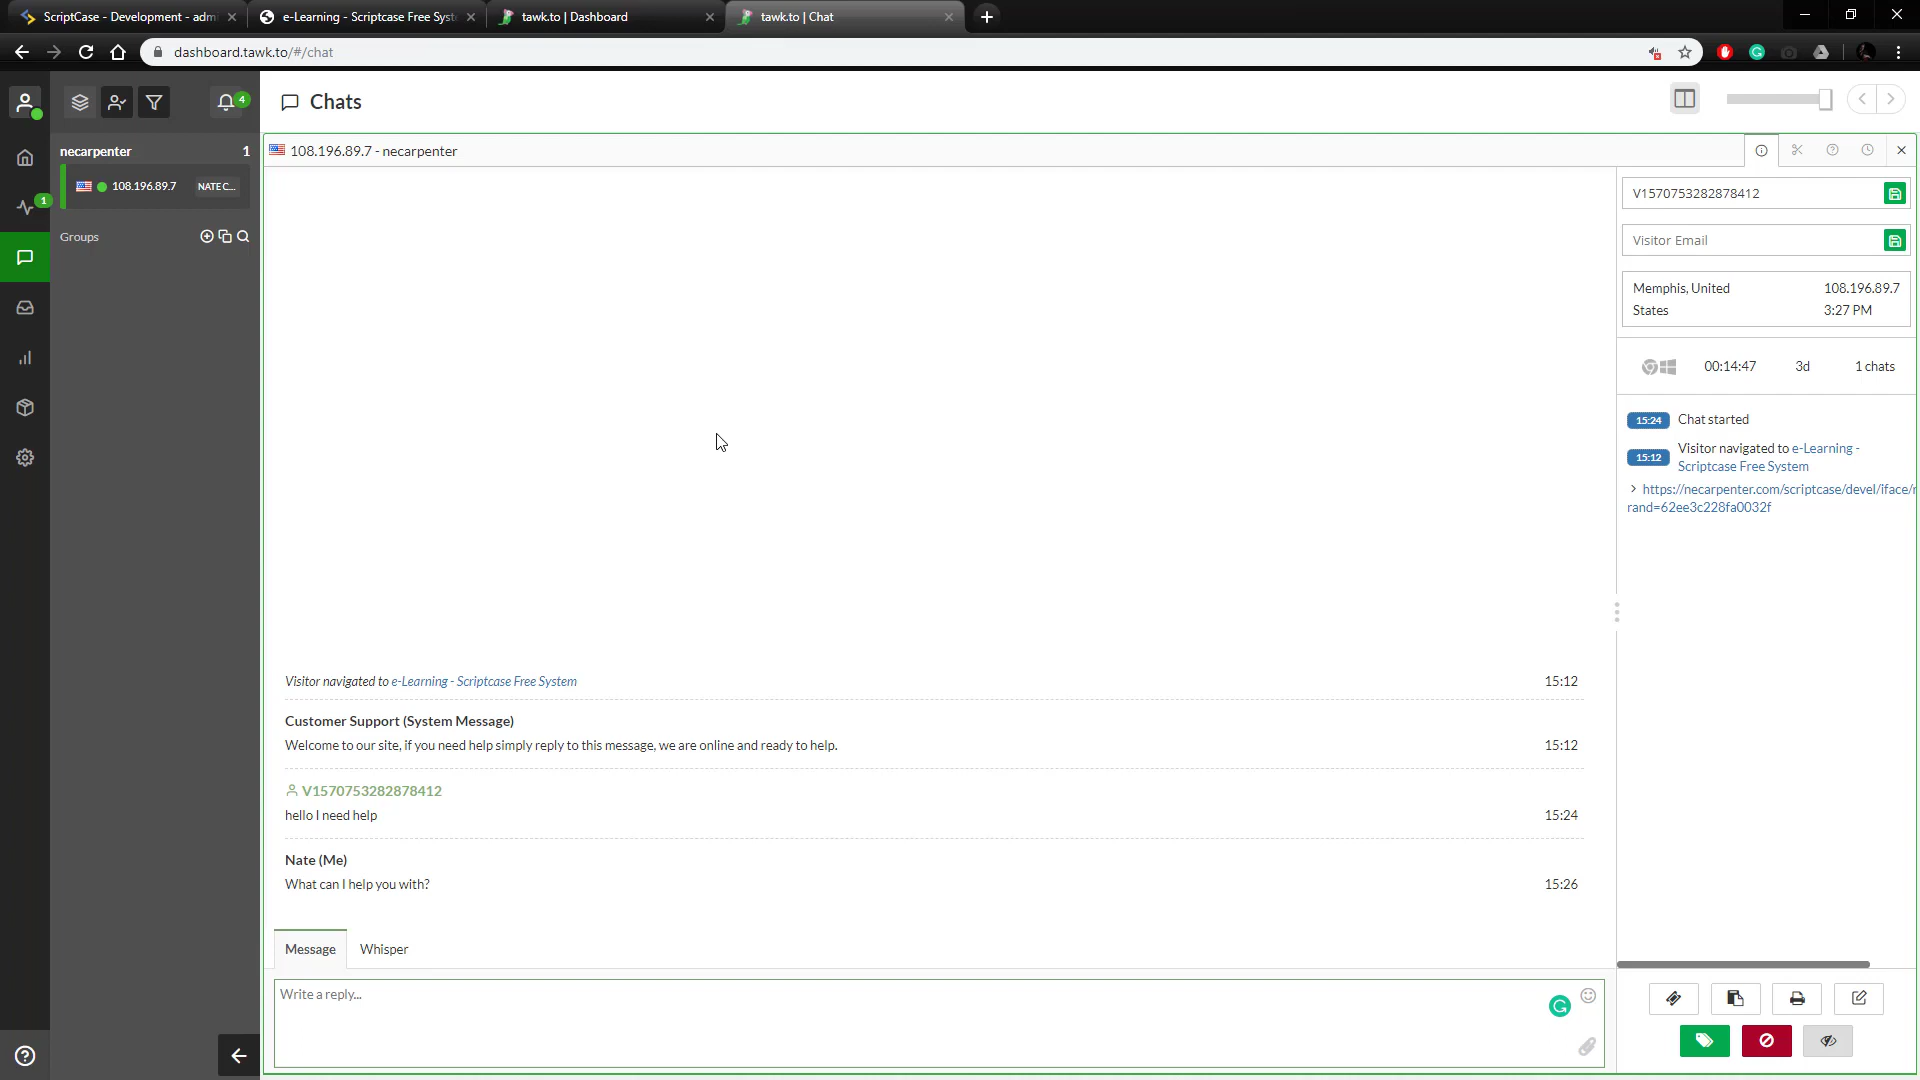 ScriptCase - Development - admi
e-Learning - Scriptcase Free Syst
tawk.to | Dashboard
tawk.to | Chat
dashboard.tawk.to/#/chat
4
Chats
necarpenter 1
108.196.89.7 - necarpenter
108.196.89.7 NATE C...
1
Groups
V1570753282878412
Visitor Email
Memphis, United States
108.196.89.7
3:27 PM
00:14:47 3d 1 chats
15:24 Chat started
15:12 Visitor navigated to e-Learning -
Scriptcase Free System
https://necarpenter.com/scriptcase/devel/iface/r
rand=62ee3c228fa0032f
Visitor navigated to e-Learning - Scriptcase Free System 15:12
Customer Support (System Message)
Welcome to our site, if you need help simply reply to this message, we are online and ready to help. 15:12
V1570753282878412
hello I need help 15:24
Nate (Me)
What can I help you with? 15:26
Message Whisper
Write a reply...